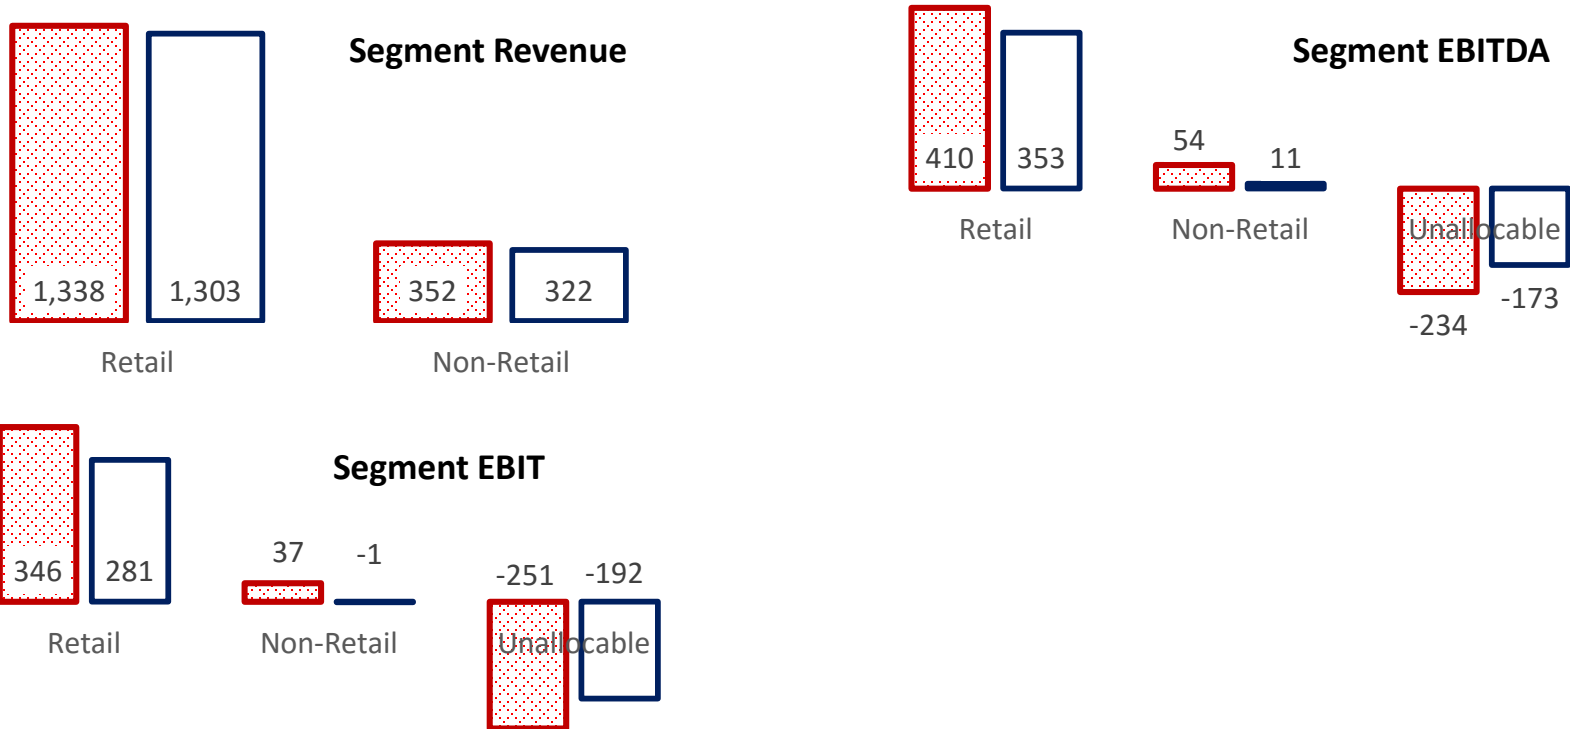 Segment Revenue
1,338
1,303
352
322
Retail
Non-Retail
Segment EBITDA
410
353
54
11
-234
-173
Retail
Non-Retail
Unallocable
Segment EBIT
346
281
37
-1
-251
-192
Retail
Non-Retail
Unallocable